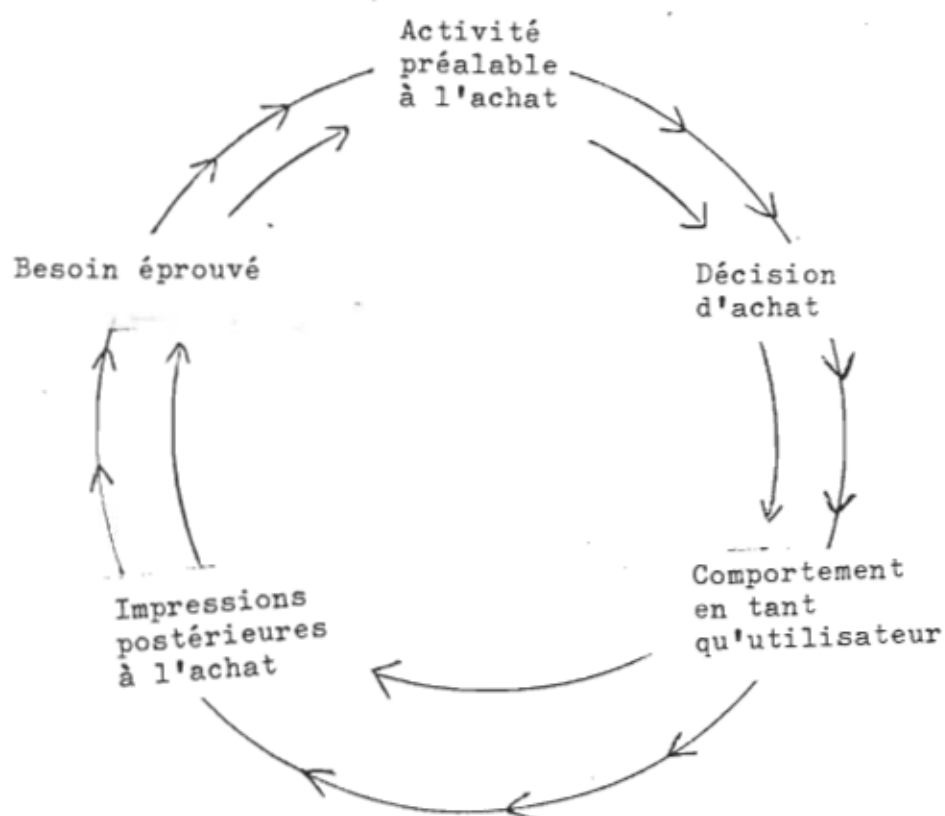 Activité
préalable
à l'achat
Besoin éprouvé
Décision
d'achat
Impressions
postérieures
à l'achat
Comportement
en tant
qu'utilisateur